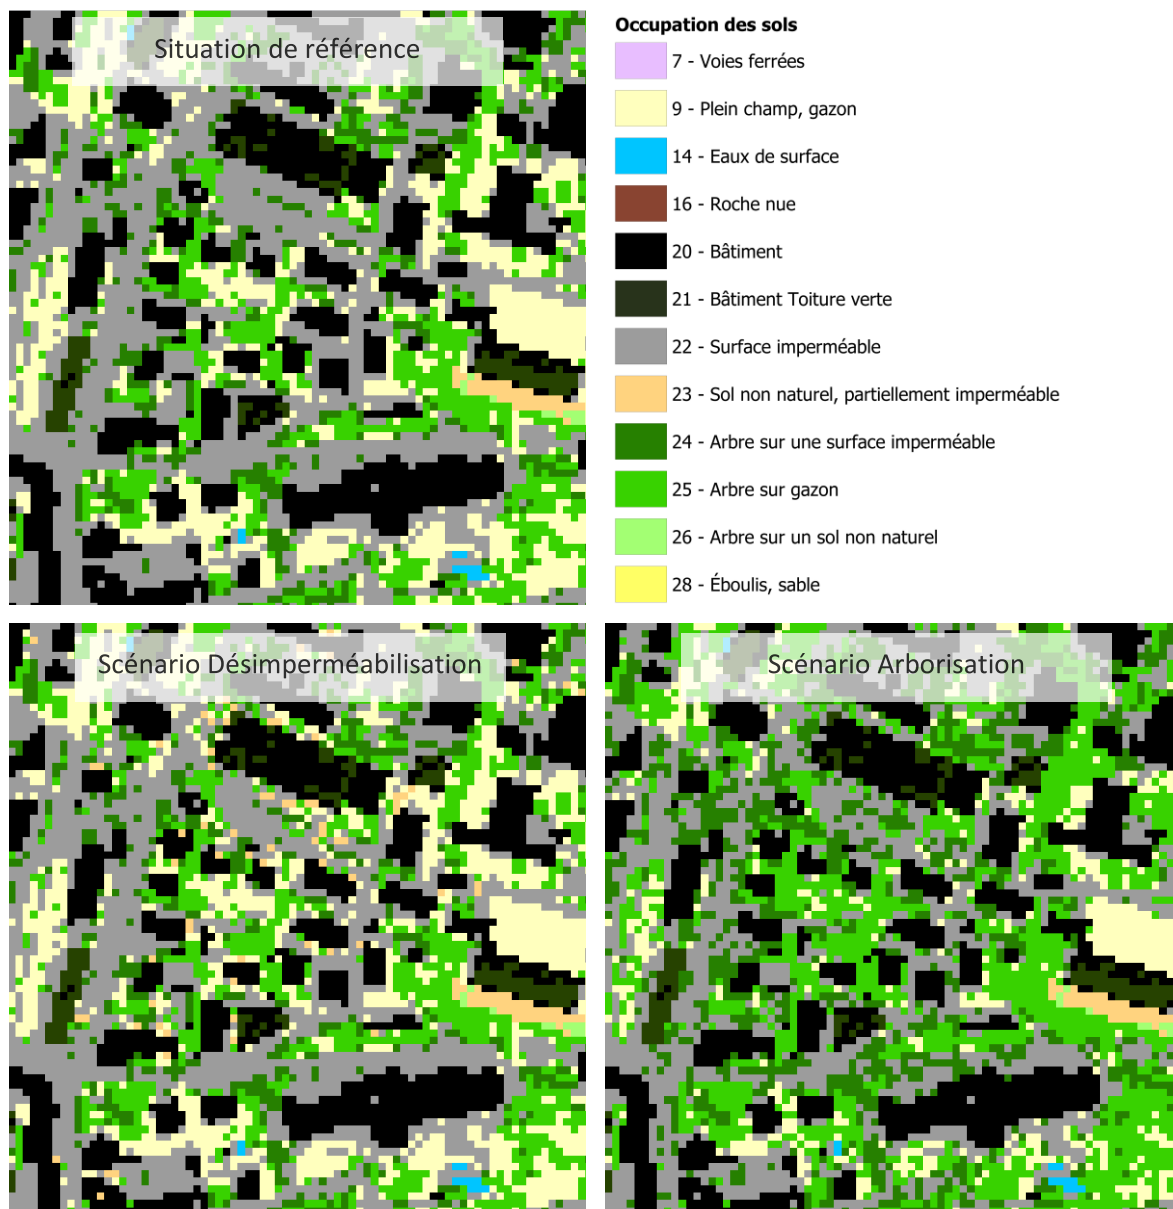 Situation de référence
Occupation des sols
7 - Voies ferrées
9 - Plein champ, gazon
14 - Eaux de surface
16 - Roche nue
20 - Bâtiment
21 - Bâtiment Toiture verte
22 - Surface imperméable
23 - Sol non naturel, partiellement imperméable
24 - Arbre sur une surface imperméable
25 - Arbre sur gazon
26 - Arbre sur un sol non naturel
28 - Éboulis, sable
Scénario Désimperméabilisation
Scénario Arborisation